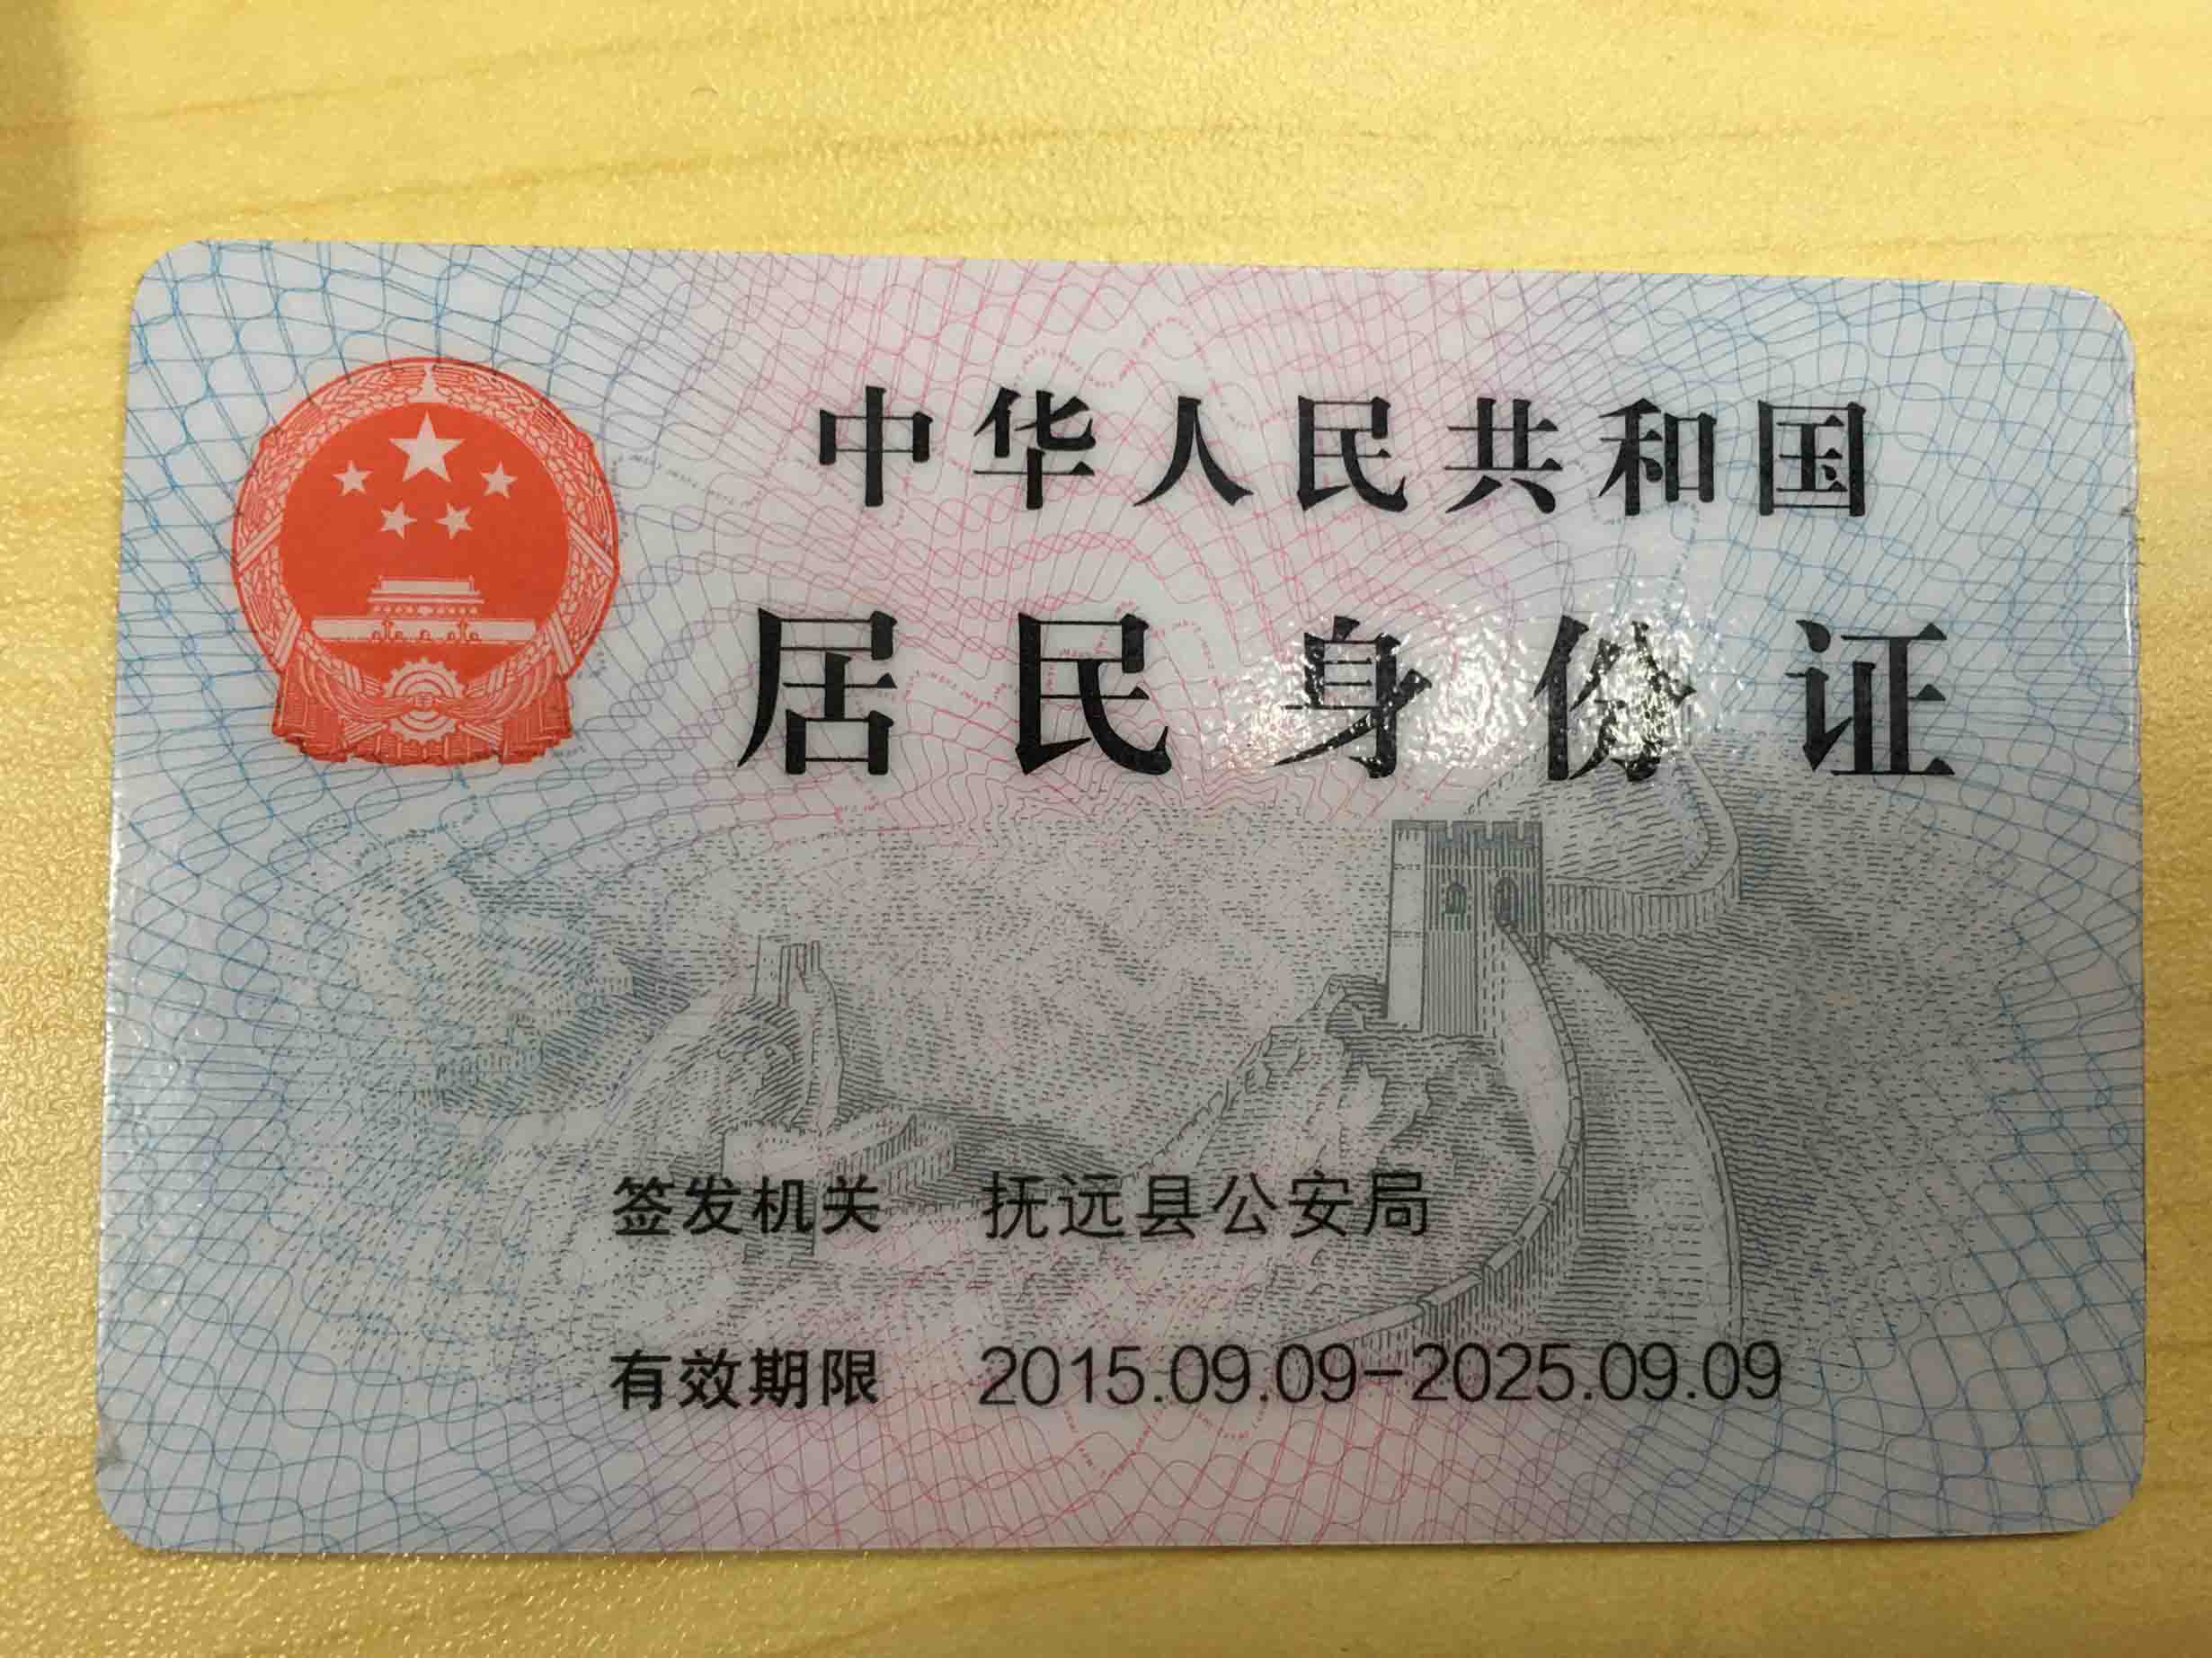 中华人民共和国
居民身份证
签发机关 抚远县公安局
有效期限 2015.09.09-2025.09.09